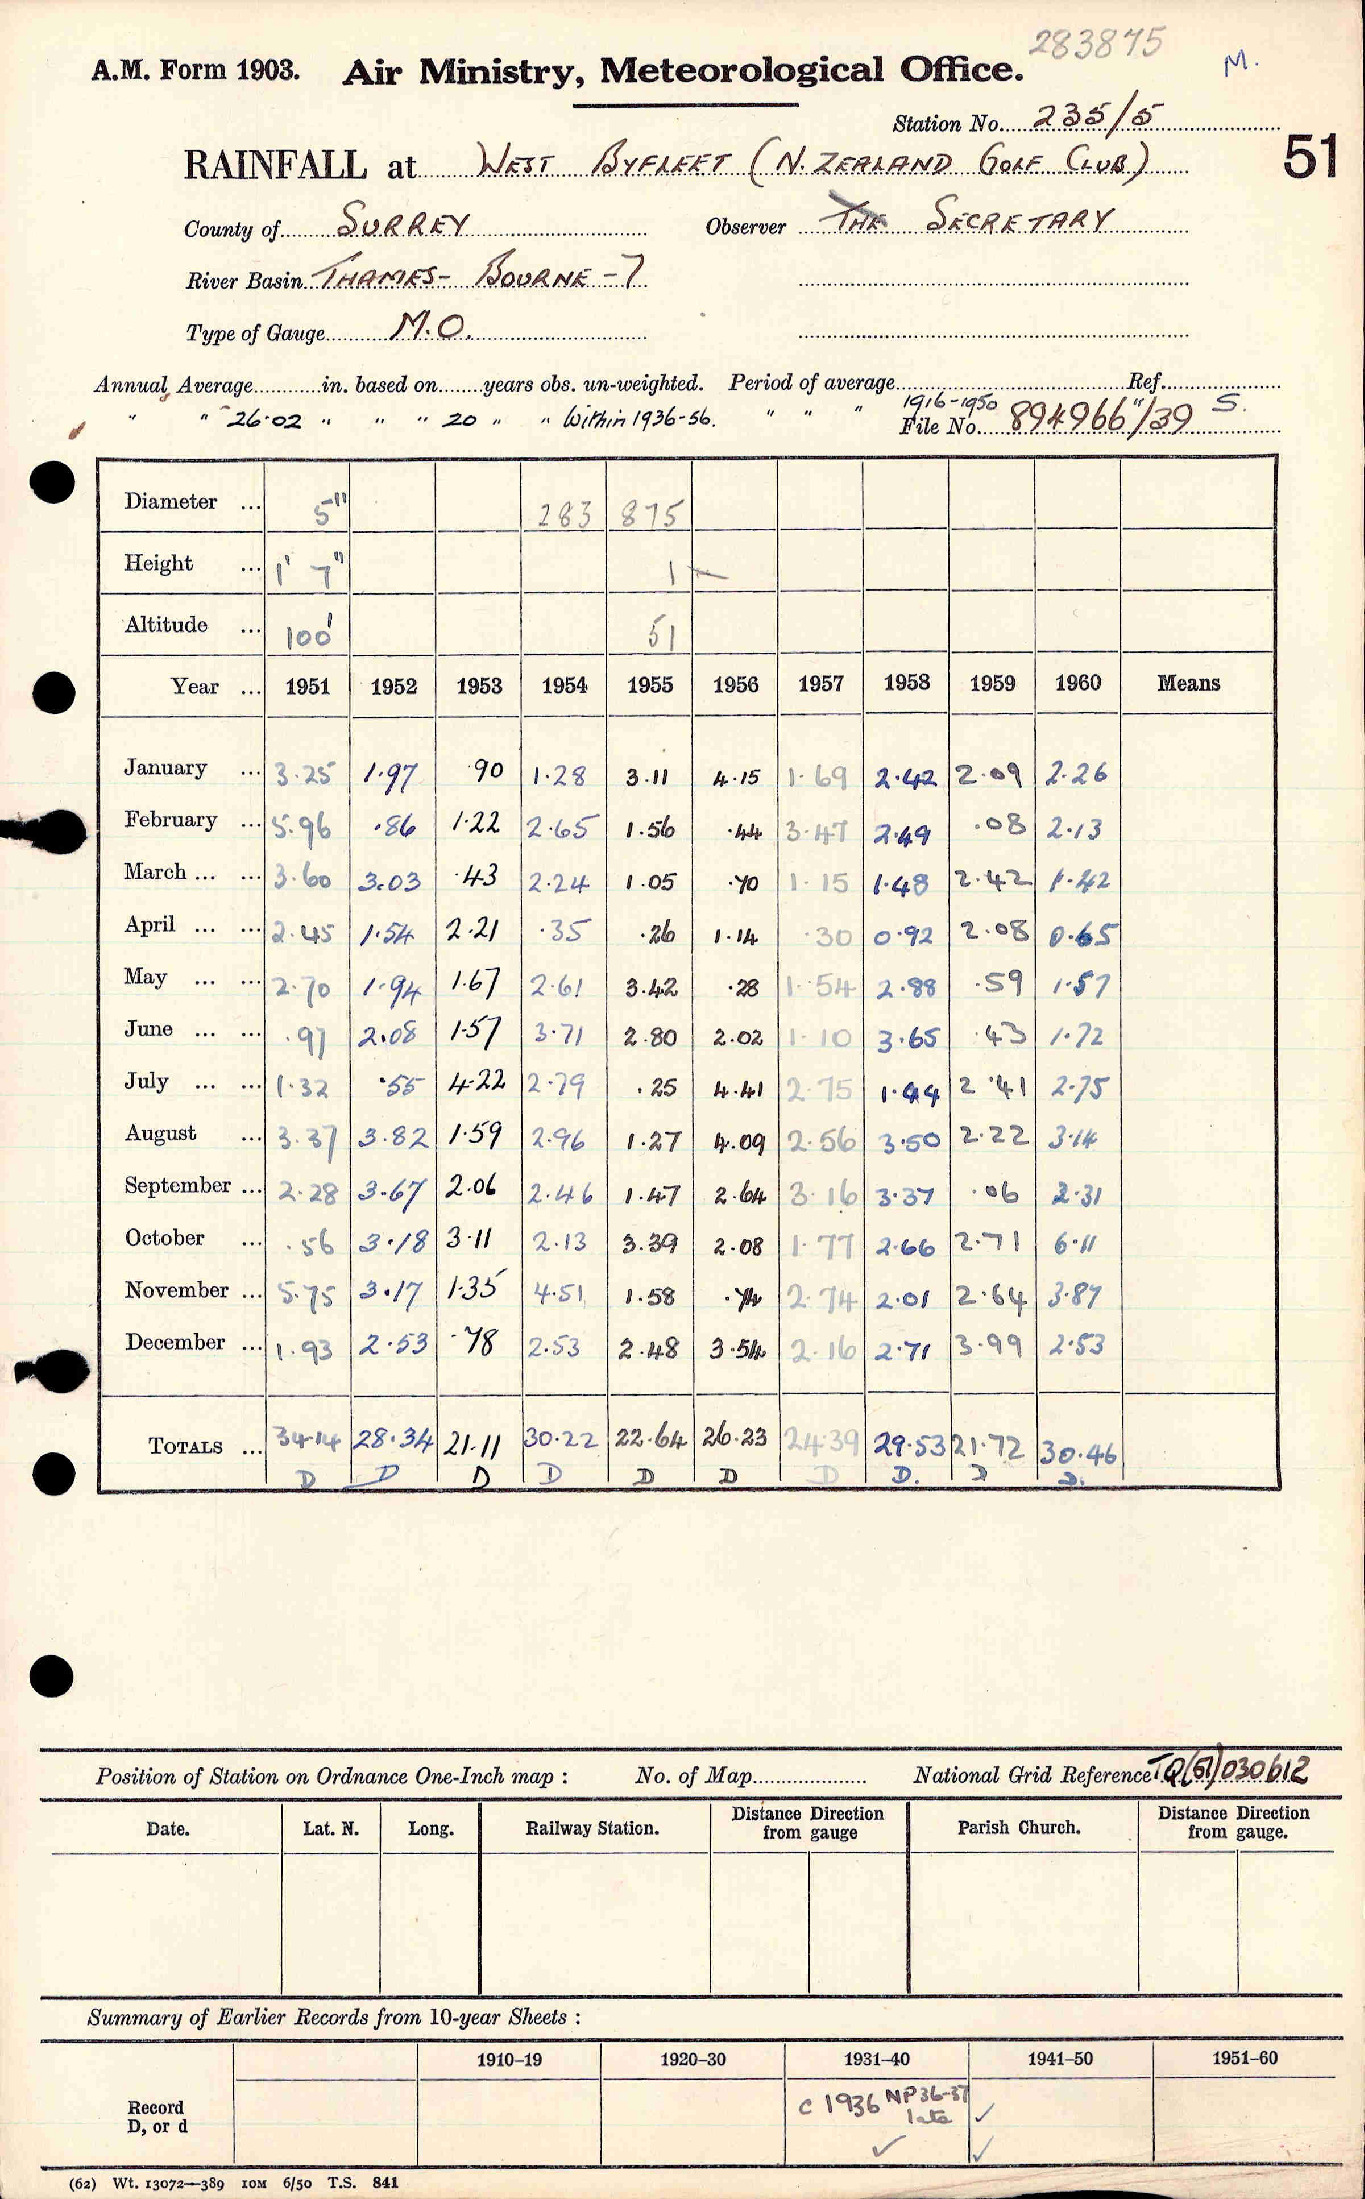 283875
M.
A.M. Form 1903. Air Ministry, Meteorological Office.
Station No. 235/5
51
RAINFALL at WEST BYFLEET (N. ZEALAND GOLF CLUB)
County of SURREY Observer THE SECRETARY
River Basin THAMES- BOURNE-7
Type of Gauge M.O.
Annual Average in. based on years obs. un-weighted. Period of average Ref.
" " 26.02 " " " 20 " " Within 1936-56. " " " 1916-1950 "
File No. 894966/39 S.
Diameter ... 5" 283 875
Height ... 1' 7" 1
Altitude ... 100' 51
Year ... 1951 1952 1953 1954 1955 1956 1957 1958 1959 1960 Means
January ... 3.25 1.97 .90 1.28 3.11 4.15 1.69 2.42 2.09 2.26
February ... 5.96 .86 1.22 2.65 1.56 .44 3.47 2.49 .08 2.13
March ... ... 3.60 3.03 .43 2.24 1.05 .70 1.15 1.48 2.42 1.42
April ... ... 2.45 1.54 2.21 .35 .26 1.14 .30 0.92 2.08 0.65
May ... ... 2.70 1.94 1.67 2.61 3.42 .28 1.54 2.88 .59 1.57
June ... ... .97 2.08 1.57 3.71 2.80 2.02 1.10 3.65 .43 1.72
July ... ... 1.32 .55 4.22 2.79 .25 4.41 2.75 1.44 2.41 2.75
August ... 3.37 3.82 1.59 2.96 1.27 4.09 2.56 3.50 2.22 3.14
September ... 2.28 3.67 2.06 2.46 1.47 2.64 3.16 3.37 .06 2.31
October ... .56 3.18 3.11 2.13 3.39 2.08 1.77 2.66 2.71 6.11
November ... 5.75 3.17 1.35 4.51 1.58 .74 2.74 2.01 2.64 3.87
December ... 1.93 2.53 .78 2.53 2.48 3.54 2.16 2.71 3.99 2.53
TOTALS ... 34.14 28.34 21.11 30.22 22.64 26.23 24.39 29.53 21.72 30.46
D D D D D D D D. D D.
Position of Station on Ordnance One-Inch map : No. of Map National Grid Reference TQ(51)030612
Date. Lat. N. Long. Railway Station. Distance Direction from gauge Parish Church. Distance Direction from gauge.
Summary of Earlier Records from 10-year Sheets :
1910-19 1920-30 1931-40 1941-50 1951-60
Record D, or d
c 1936 NP36-37 late ✓
✓ ✓
(62) Wt. 13072—389 10M 6/50 T.S. 841